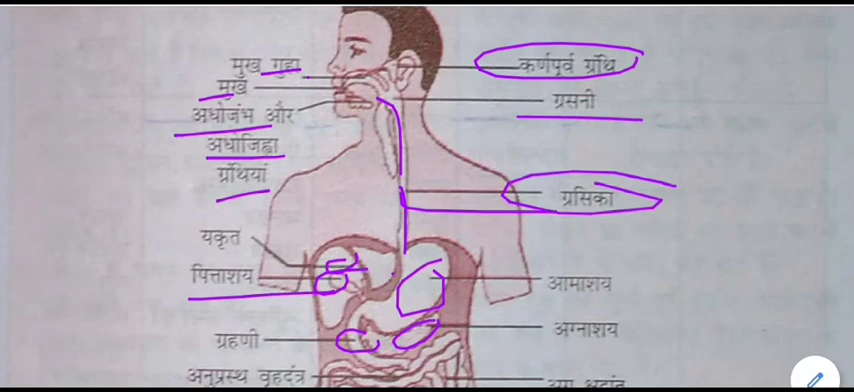 मुख गुहा
मुख
अधोजंभ और
अधोजिह्वा
ग्रंथियां
यकृत
पित्ताशय
ग्रहणी
अनुप्रस्थ वृहदंत्र
कर्णपूर्व ग्रंथि
ग्रसनी
ग्रसिका
आमाशय
अग्नाशय